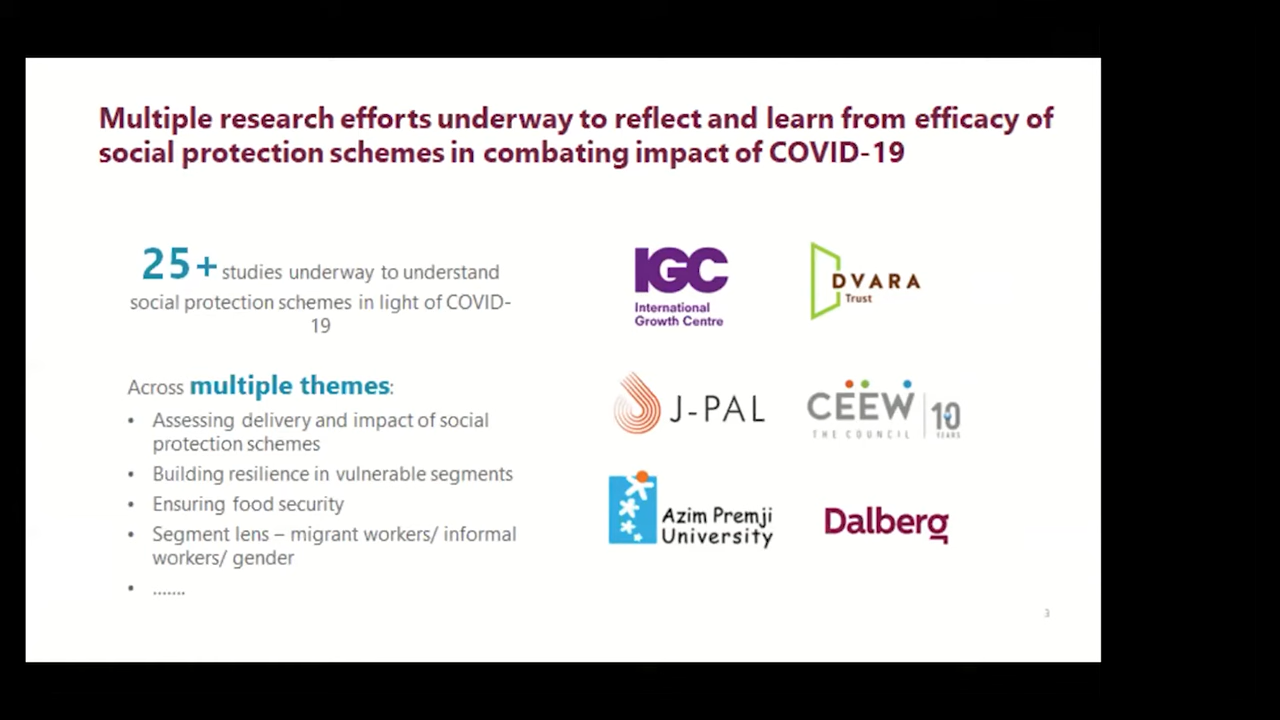 Multiple research efforts underway to reflect and learn from efficacy of
social protection schemes in combating impact of COVID-19
25+ studies underway to understand
social protection schemes in light of COVID-
19
Across multiple themes:
• Assessing delivery and impact of social
protection schemes
• Building resilience in vulnerable segments
• Ensuring food security
• Segment lens – migrant workers/ informal
workers/ gender
• .......
IGC
International
Growth Centre
DVARA
Trust
J-PAL
CEEW
THE COUNCIL
10
YEARS
Azim Premji
University
Dalberg
3